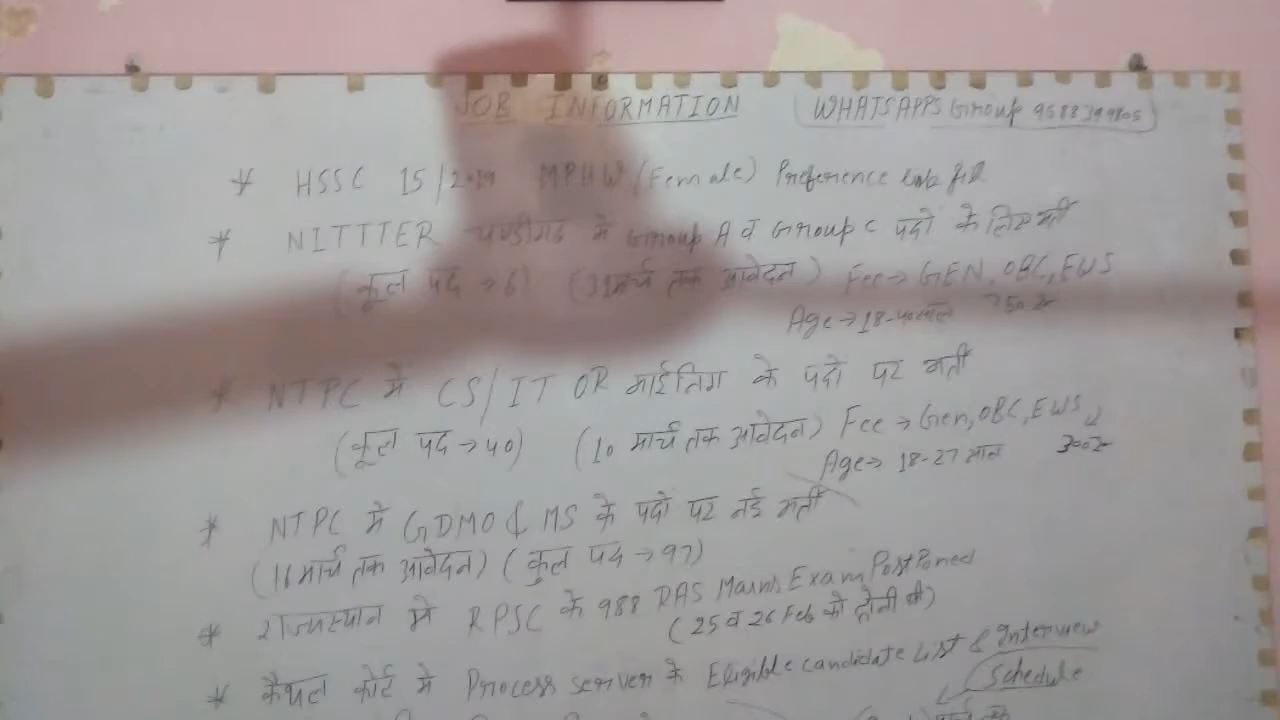 JOB INFORMATION
WHATSAPPS Group
* HSSC 15/2019 MPHW (Female) Preference
* NITTTER चण्डीगढ मे Group A व Group C पदो के लिए भर्ती
(कूल पद → 6) (31 मार्च तक आवेदन) Fee → GEN, OBC, EWS
Age → 18-40 साल 750 रु
* NTPC मे CS/IT OR माईनिग के पदो पर भर्ती
(कूल पद → 40) (10 मार्च तक आवेदन) Fee → Gen, OBC, EWS
Age → 18-27 साल 300 रु
* NTPC मे GDMO & MS के पदो पर नई भर्ती
(16 मार्च तक आवेदन) (कुल पद → 97)
* राजस्थान मे RPSC के 988 RAS Mains Exam PostPoned
(25 व 26 Feb को होनी थी)
* कैथल कोर्ट मे Process server के Eligible candidate List & Interview
Schedule